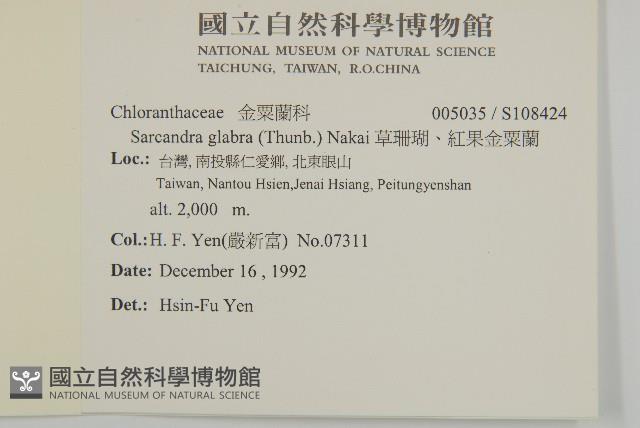 國立自然科學博物館
NATIONAL MUSEUM OF NATURAL SCIENCE
TAICHUNG, TAIWAN, R.O.CHINA
Chloranthaceae 金粟蘭科 005035 / S108424
Sarcandra glabra (Thunb.) Nakai 草珊瑚、紅果金粟蘭
Loc.: 台灣, 南投縣仁愛鄉, 北東眼山
Taiwan, Nantou Hsien,Jenai Hsiang, Peitungyenshan
alt. 2,000 m.
Col.:H. F. Yen(嚴新富) No.07311
Date: December 16 , 1992
Det.: Hsin-Fu Yen
國立自然科學博物館
NATIONAL MUSEUM OF NATURAL SCIENCE